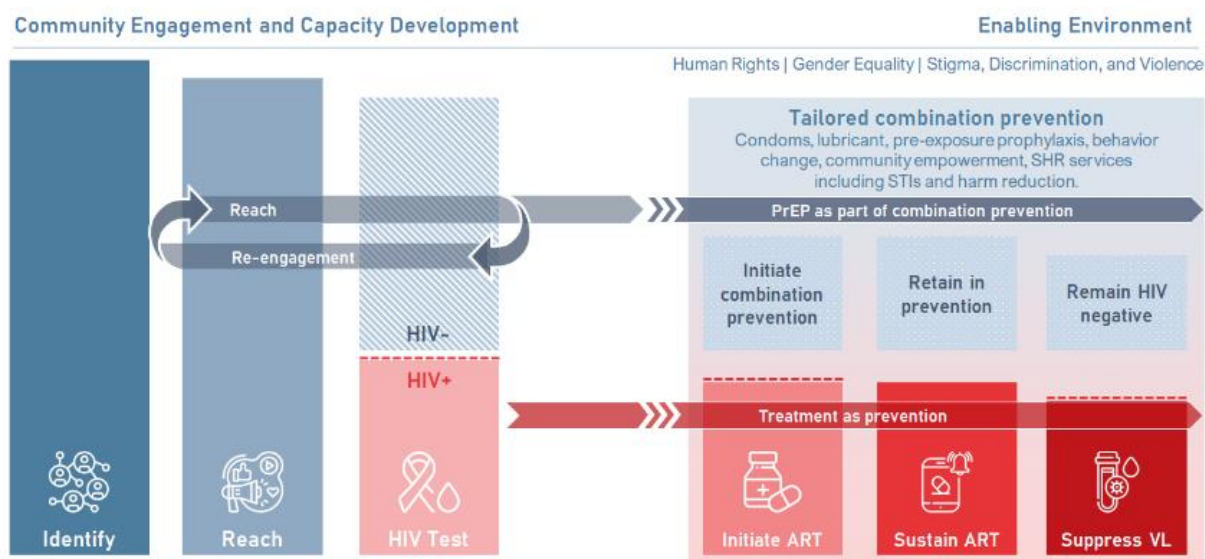 Community Engagement and Capacity Development
Enabling Environment
Human Rights | Gender Equality | Stigma, Discrimination, and Violence
Tailored combination prevention
Condoms, lubricant, pre-exposure prophylaxis, behavior
change, community empowerment, SHR services
including STIs and harm reduction.
Reach
PrEP as part of combination prevention
Re-engagement
Initiate
combination
prevention
Retain in
prevention
Remain HIV
negative
HIV-
HIV+
Treatment as prevention
Identify
Reach
HIV Test
Initiate ART
Sustain ART
Suppress VL